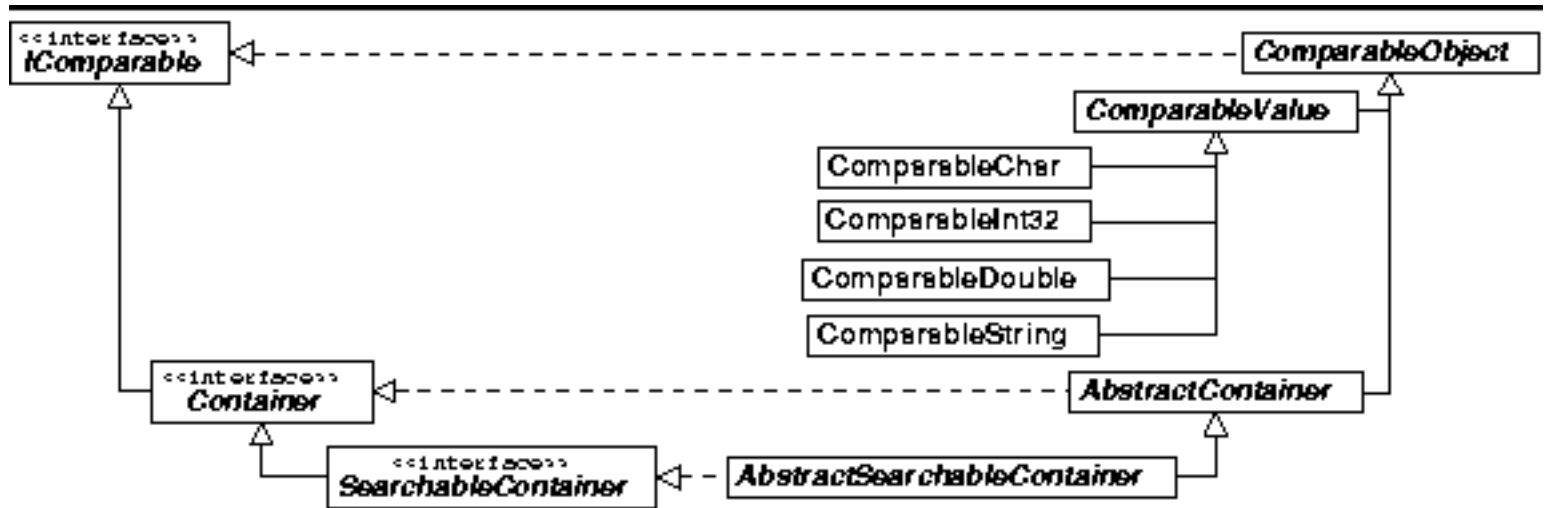 <<interface>>
IComparable
ComparableObject
ComparableValue
ComparableChar
ComparableInt32
ComparableDouble
ComparableString
<<interface>>
Container
AbstractContainer
<<interface>>
SearchableContainer
AbstractSearchableContainer